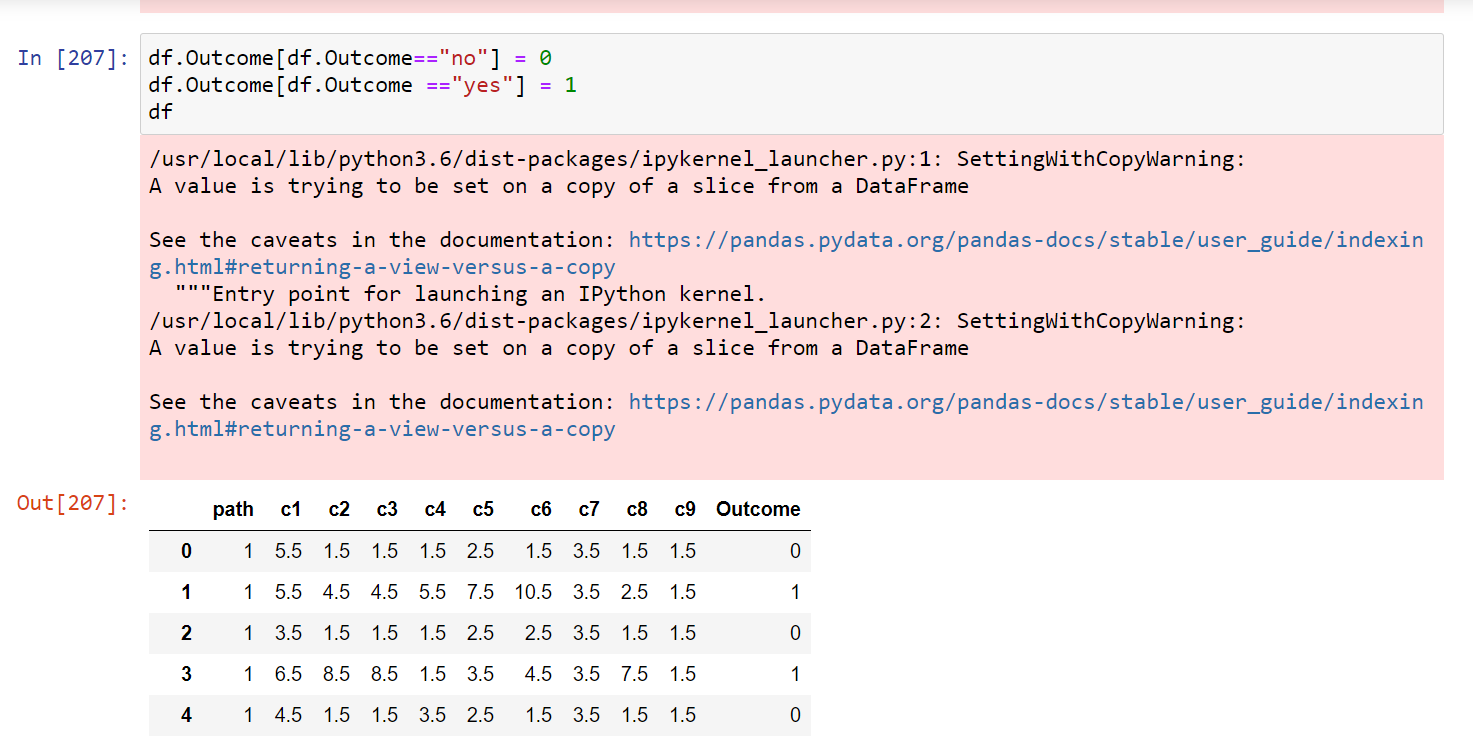 In [207]: df.Outcome[df.Outcome=="no"] = 0
df.Outcome[df.Outcome =="yes"] = 1
df
/usr/local/lib/python3.6/dist-packages/ipykernel_launcher.py:1: SettingWithCopyWarning:
A value is trying to be set on a copy of a slice from a DataFrame
See the caveats in the documentation: https://pandas.pydata.org/pandas-docs/stable/user_guide/indexin
g.html#returning-a-view-versus-a-copy
"""Entry point for launching an IPython kernel.
/usr/local/lib/python3.6/dist-packages/ipykernel_launcher.py:2: SettingWithCopyWarning:
A value is trying to be set on a copy of a slice from a DataFrame
See the caveats in the documentation: https://pandas.pydata.org/pandas-docs/stable/user_guide/indexin
g.html#returning-a-view-versus-a-copy
Out[207]:
path c1 c2 c3 c4 c5 c6 c7 c8 c9 Outcome
0 1 5.5 1.5 1.5 1.5 2.5 1.5 3.5 1.5 1.5 0
1 1 5.5 4.5 4.5 5.5 7.5 10.5 3.5 2.5 1.5 1
2 1 3.5 1.5 1.5 1.5 2.5 2.5 3.5 1.5 1.5 0
3 1 6.5 8.5 8.5 1.5 3.5 4.5 3.5 7.5 1.5 1
4 1 4.5 1.5 1.5 3.5 2.5 1.5 3.5 1.5 1.5 0